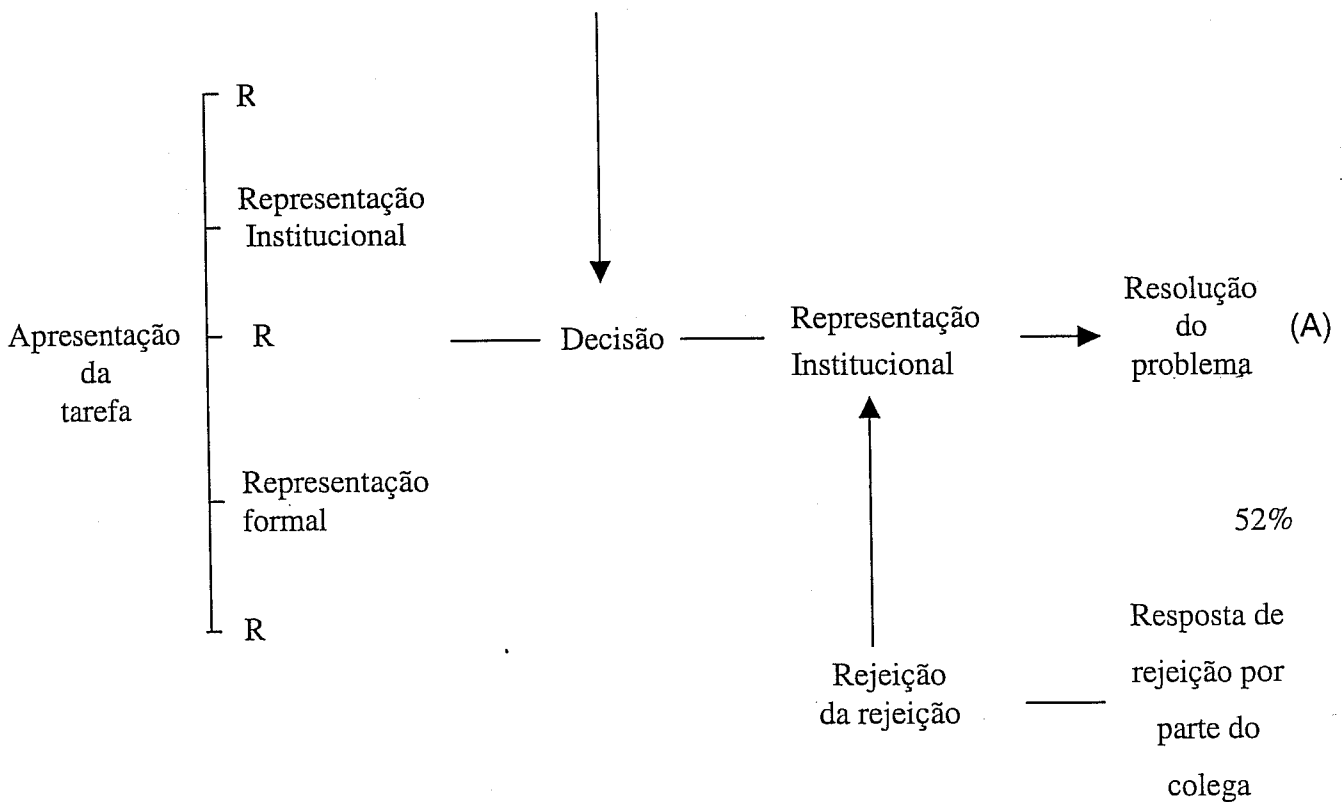 R
Representação
Institucional
Apresentação
da
tarefa
R
Decisão
Representação
Institucional
Resolução
do
problema
(A)
Representação
formal
R
52%
Rejeição
da rejeição
Resposta de
rejeição por
parte do
colega